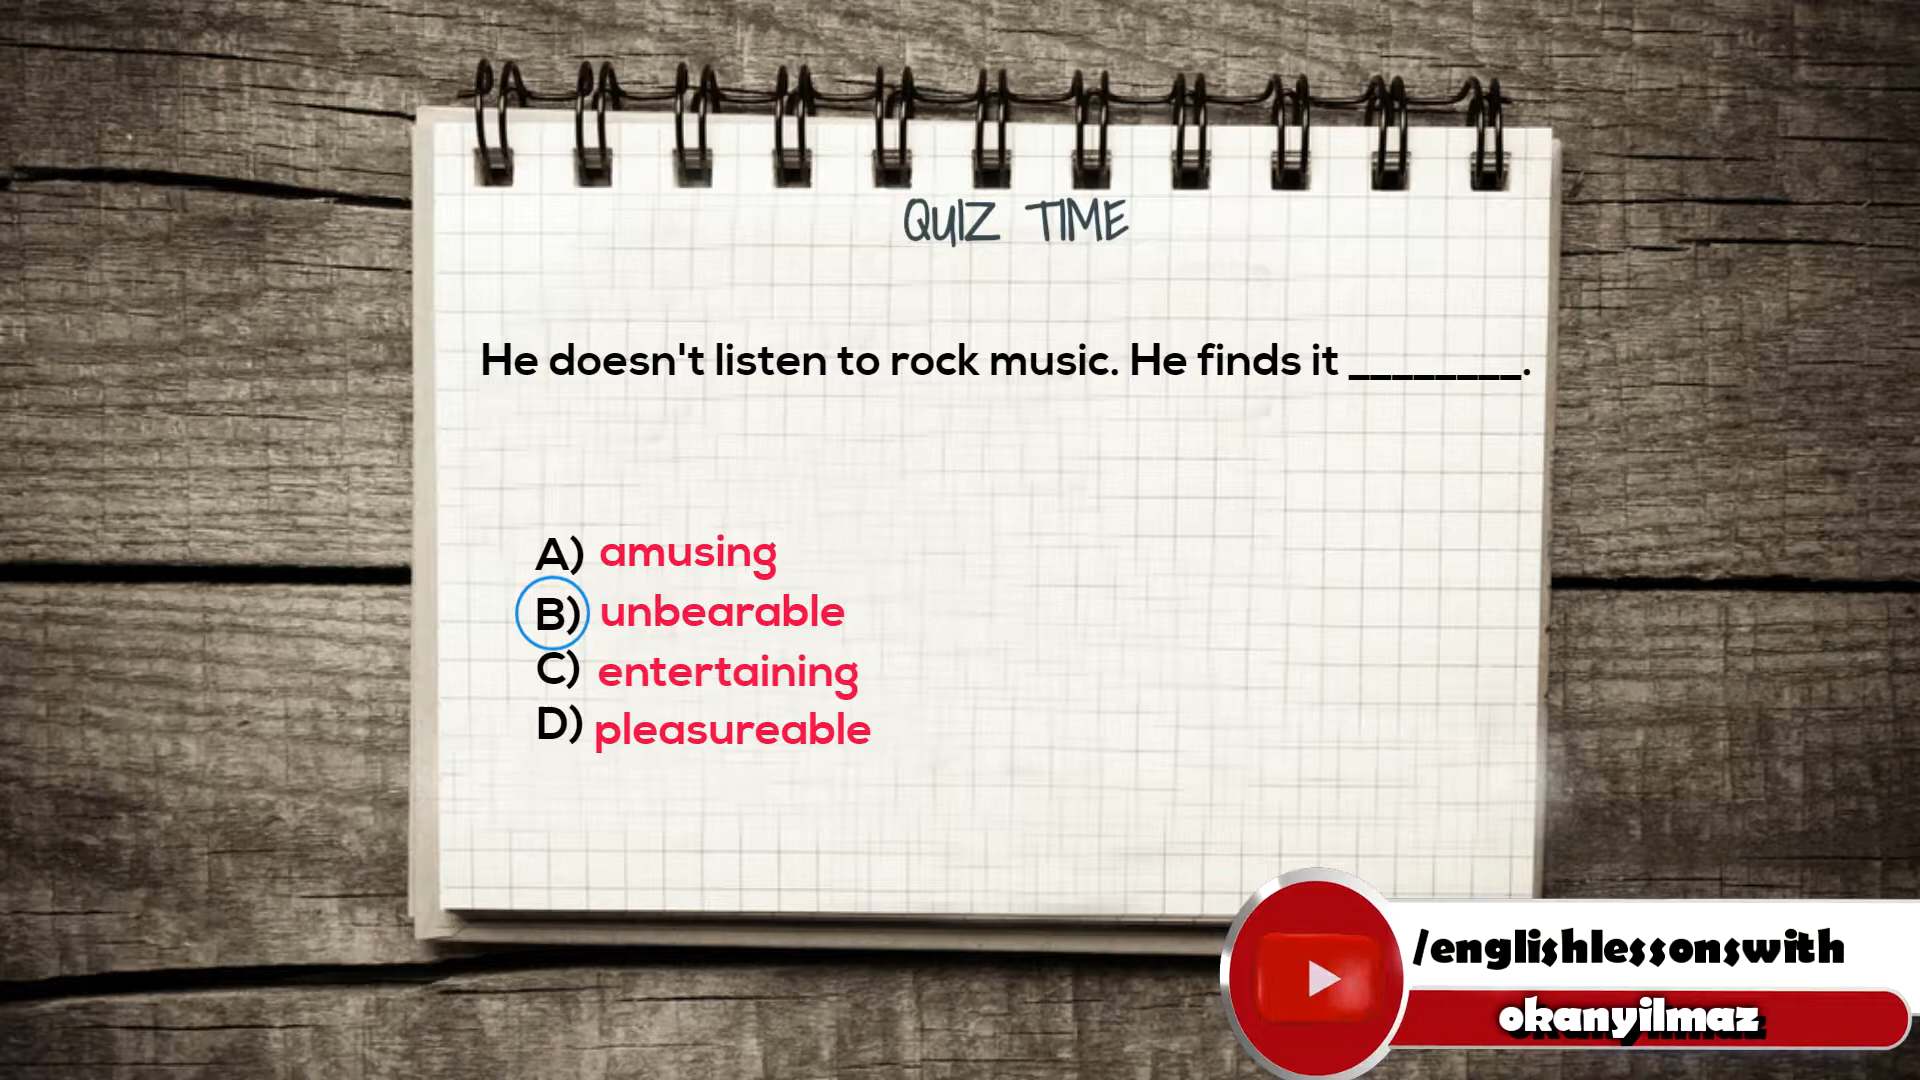 QUIZ TIME
He doesn't listen to rock music. He finds it ________.
A) amusing
B) unbearable
C) entertaining
D) pleasureable
/englishlessonswith
okanyilmaz